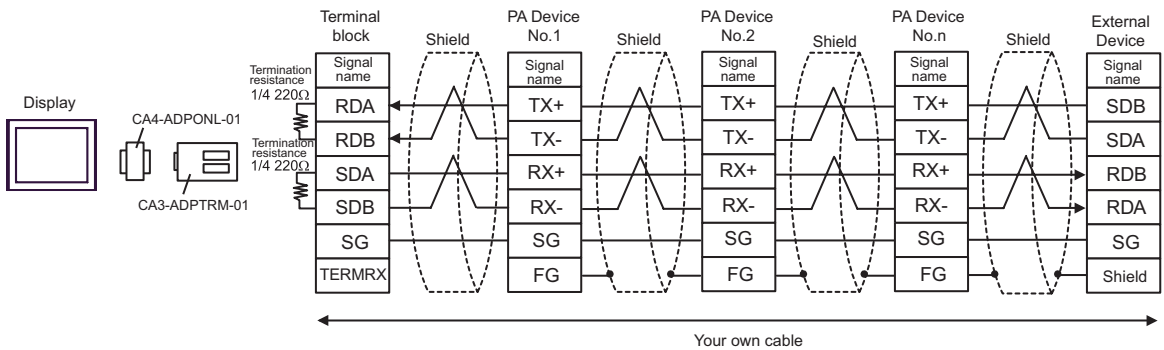 Display
CA4-ADPONL-01
CA3-ADPTRM-01
Termination
resistance
1/4 220Ω
Termination
resistance
1/4 220Ω
Terminal
block
Signal
name
RDA
RDB
SDA
SDB
SG
TERMRX
Shield
PA Device
No.1
Signal
name
TX+
TX-
RX+
RX-
SG
FG
Shield
PA Device
No.2
Signal
name
TX+
TX-
RX+
RX-
SG
FG
Shield
PA Device
No.n
Signal
name
TX+
TX-
RX+
RX-
SG
FG
Shield
External
Device
Signal
name
SDB
SDA
RDB
RDA
SG
Shield
Your own cable